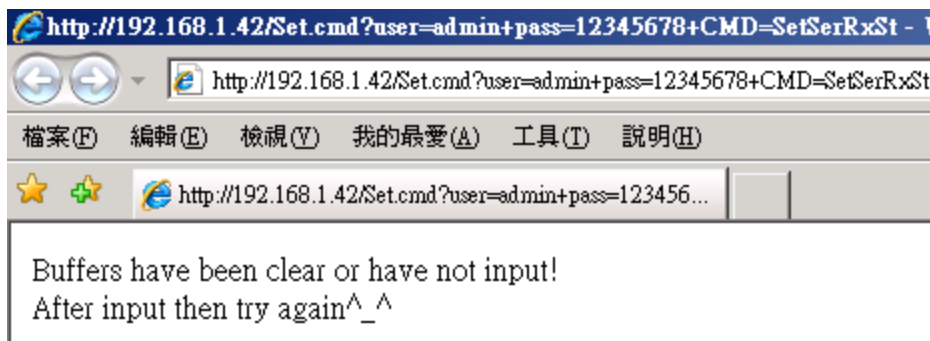 http://192.168.1.42/Set.cmd?user=admin+pass=12345678+CMD=SetSerRxSt -
http://192.168.1.42/Set.cmd?user=admin+pass=12345678+CMD=SetSerRxSt
檔案(F) 編輯(E) 檢視(V) 我的最愛(A) 工具(T) 說明(H)
http://192.168.1.42/Set.cmd?user=admin+pass=123456...
Buffers have been clear or have not input!
After input then try again^_^